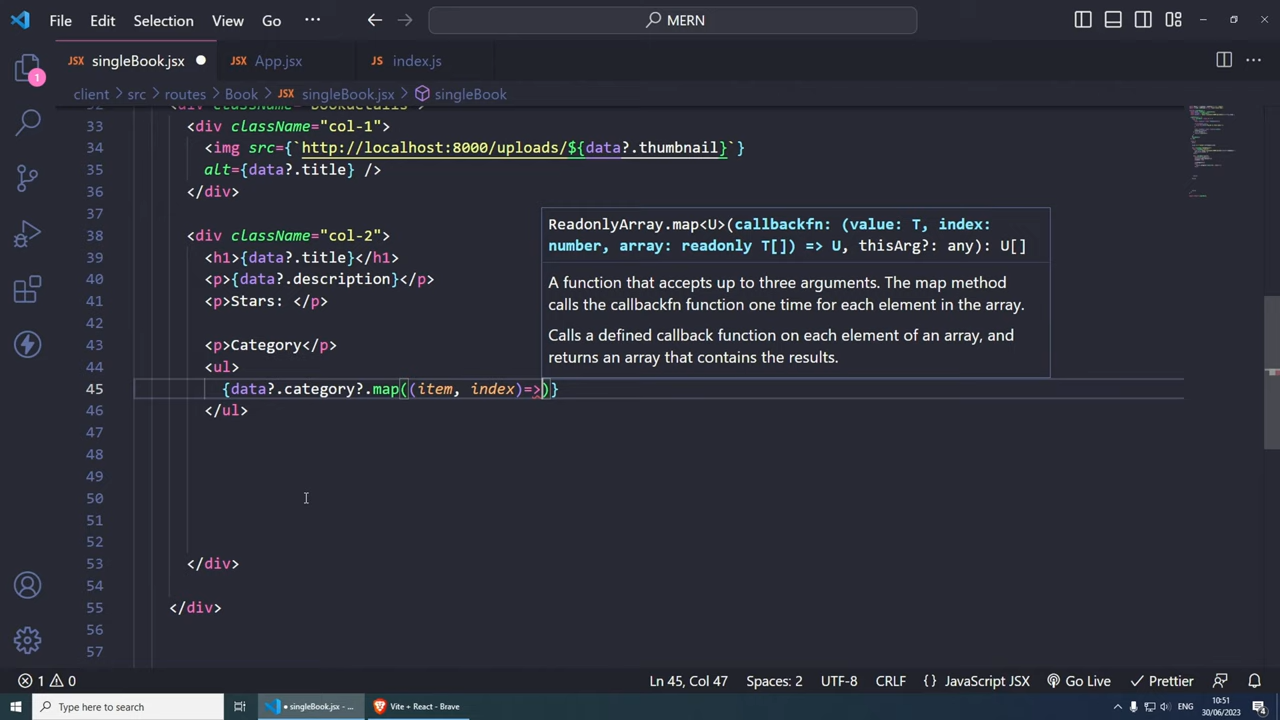 File Edit Selection View Go ··· MERN
1
JSX singleBook.jsx JSX App.jsx JS index.js
client > src > routes > Book > JSX singleBook.jsx > singleBook
33 <div className="col-1">
34 <img src={`http://localhost:8000/uploads/${data?.thumbnail}`}
35 alt={data?.title} />
36 </div>
37
38 <div className="col-2">
39 <h1>{data?.title}</h1>
40 <p>{data?.description}</p>
41 <p>Stars: </p>
42
43 <p>Category</p>
44 <ul>
45 {data?.category?.map((item, index)=>)}
46 </ul>
47
48
49
50
51
52
53 </div>
54
55 </div>
56
57
ReadonlyArray.map<U>(callbackfn: (value: T, index:
number, array: readonly T[]) => U, thisArg?: any): U[]
A function that accepts up to three arguments. The map method
calls the callbackfn function one time for each element in the array.
Calls a defined callback function on each element of an array, and
returns an array that contains the results.
1 0 Ln 45, Col 47 Spaces: 2 UTF-8 CRLF {} JavaScript JSX Go Live Prettier
Type here to search singleBook.jsx - ... Vite + React - Brave ENG 10:51
30/06/2023 4